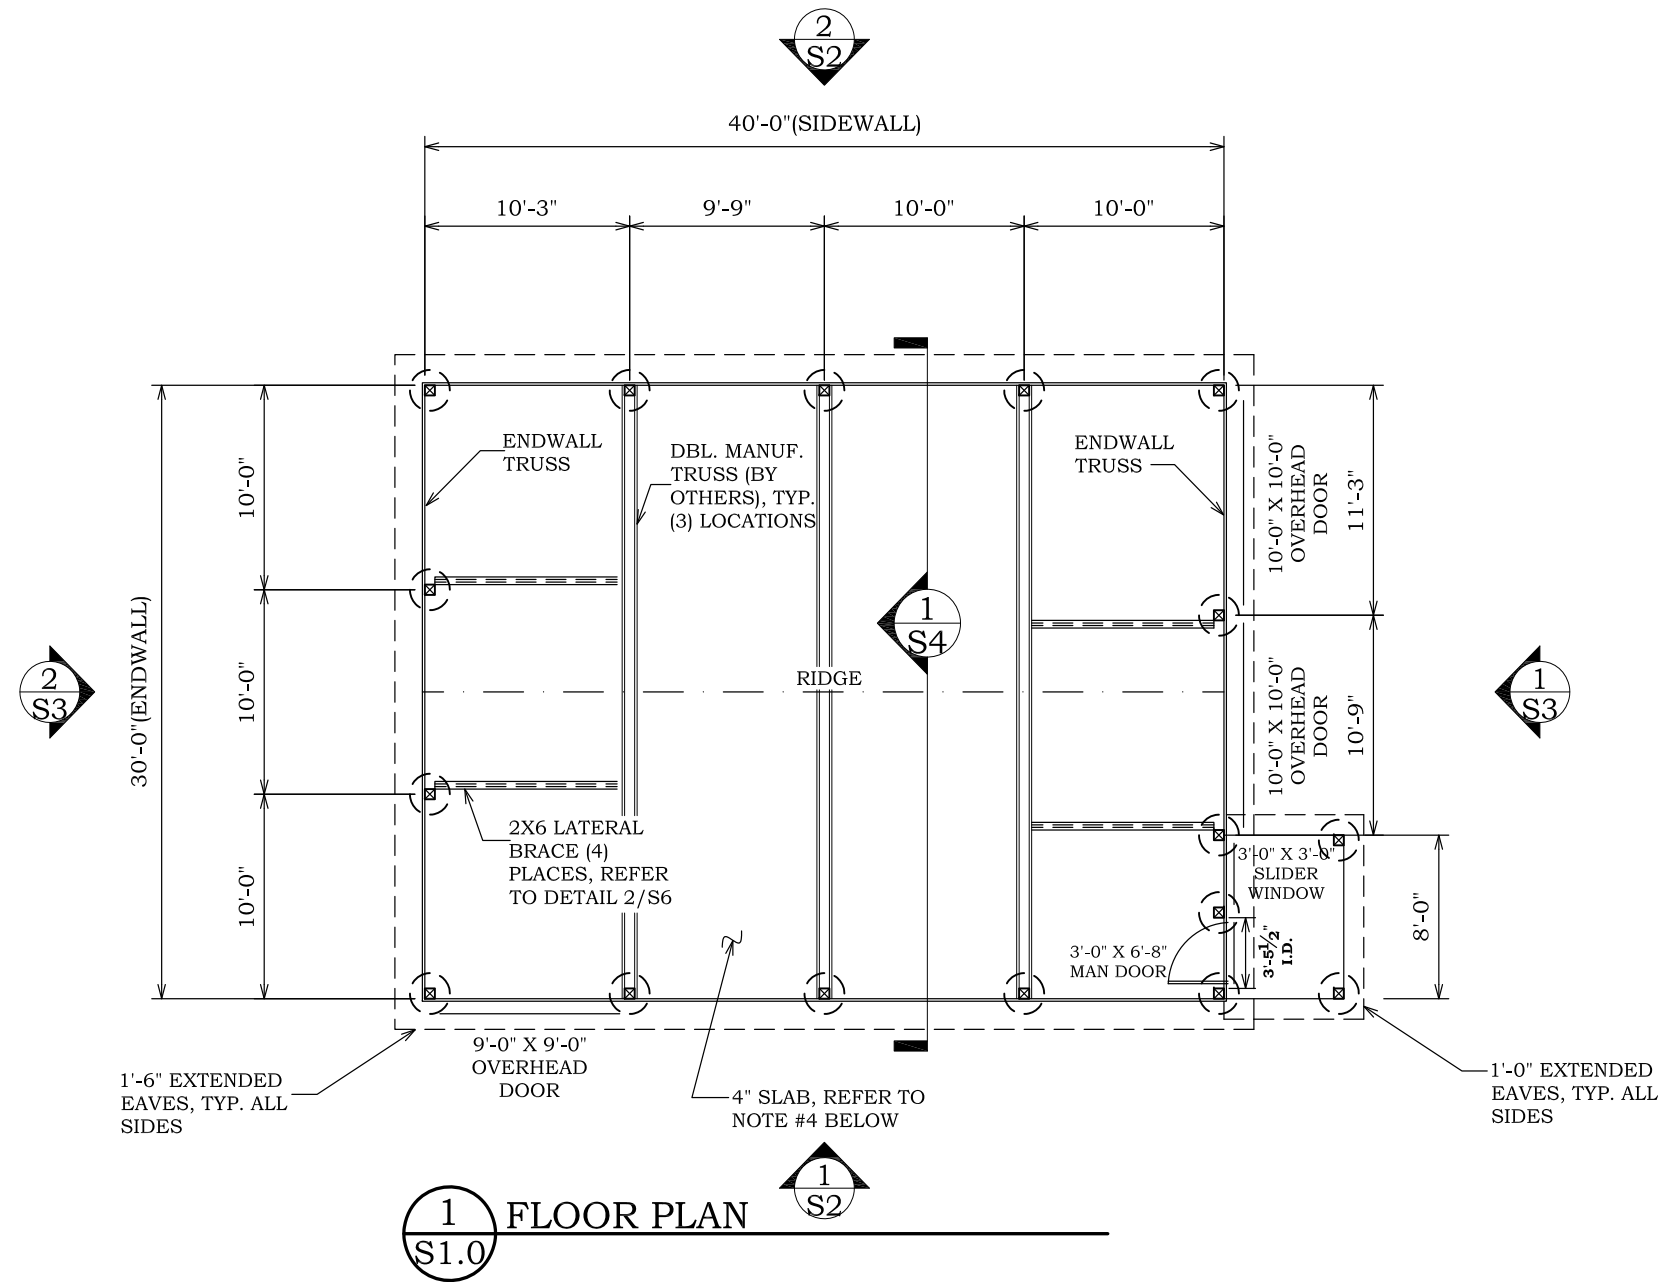 2
S2
40'-0"(SIDEWALL)
10'-3"
9'-9"
10'-0"
10'-0"
ENDWALL
TRUSS
DBL. MANUF.
TRUSS (BY
OTHERS), TYP.
(3) LOCATIONS
ENDWALL
TRUSS
10'-0" X 10'-0"
OVERHEAD
DOOR
11'-3"
10'-0"
10'-0"
10'-0"
30'-0"(ENDWALL)
2
S3
1
S4
RIDGE
10'-0" X 10'-0"
OVERHEAD
DOOR
10'-9"
1
S3
2X6 LATERAL
BRACE (4)
PLACES, REFER
TO DETAIL 2/S6
3'-0" X 3'-0"
SLIDER
WINDOW
8'-0"
3'-0" X 6'-8"
MAN DOOR
3'-5½"
I.D.
9'-0" X 9'-0"
OVERHEAD
DOOR
1'-6" EXTENDED
EAVES, TYP. ALL
SIDES
4" SLAB, REFER TO
NOTE #4 BELOW
1'-0" EXTENDED
EAVES, TYP. ALL
SIDES
1
S2
1
S1.0
FLOOR PLAN